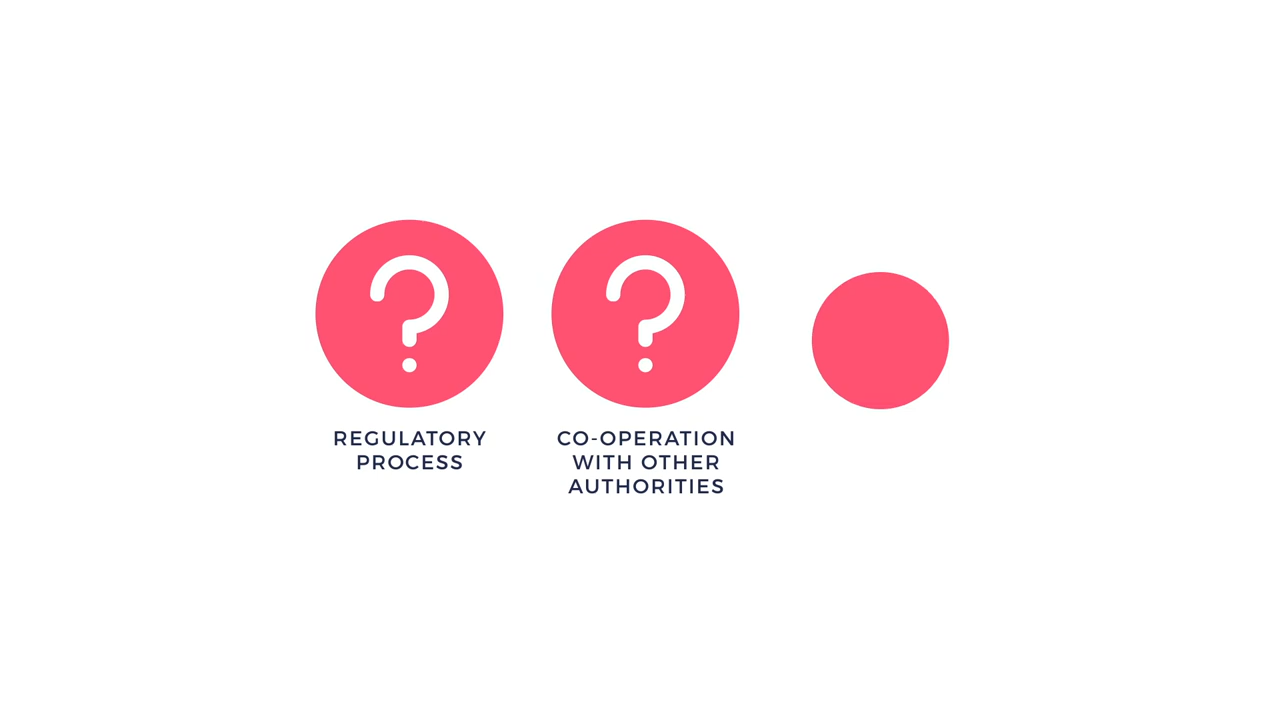 ?
?
REGULATORY
PROCESS
CO-OPERATION
WITH OTHER
AUTHORITIES